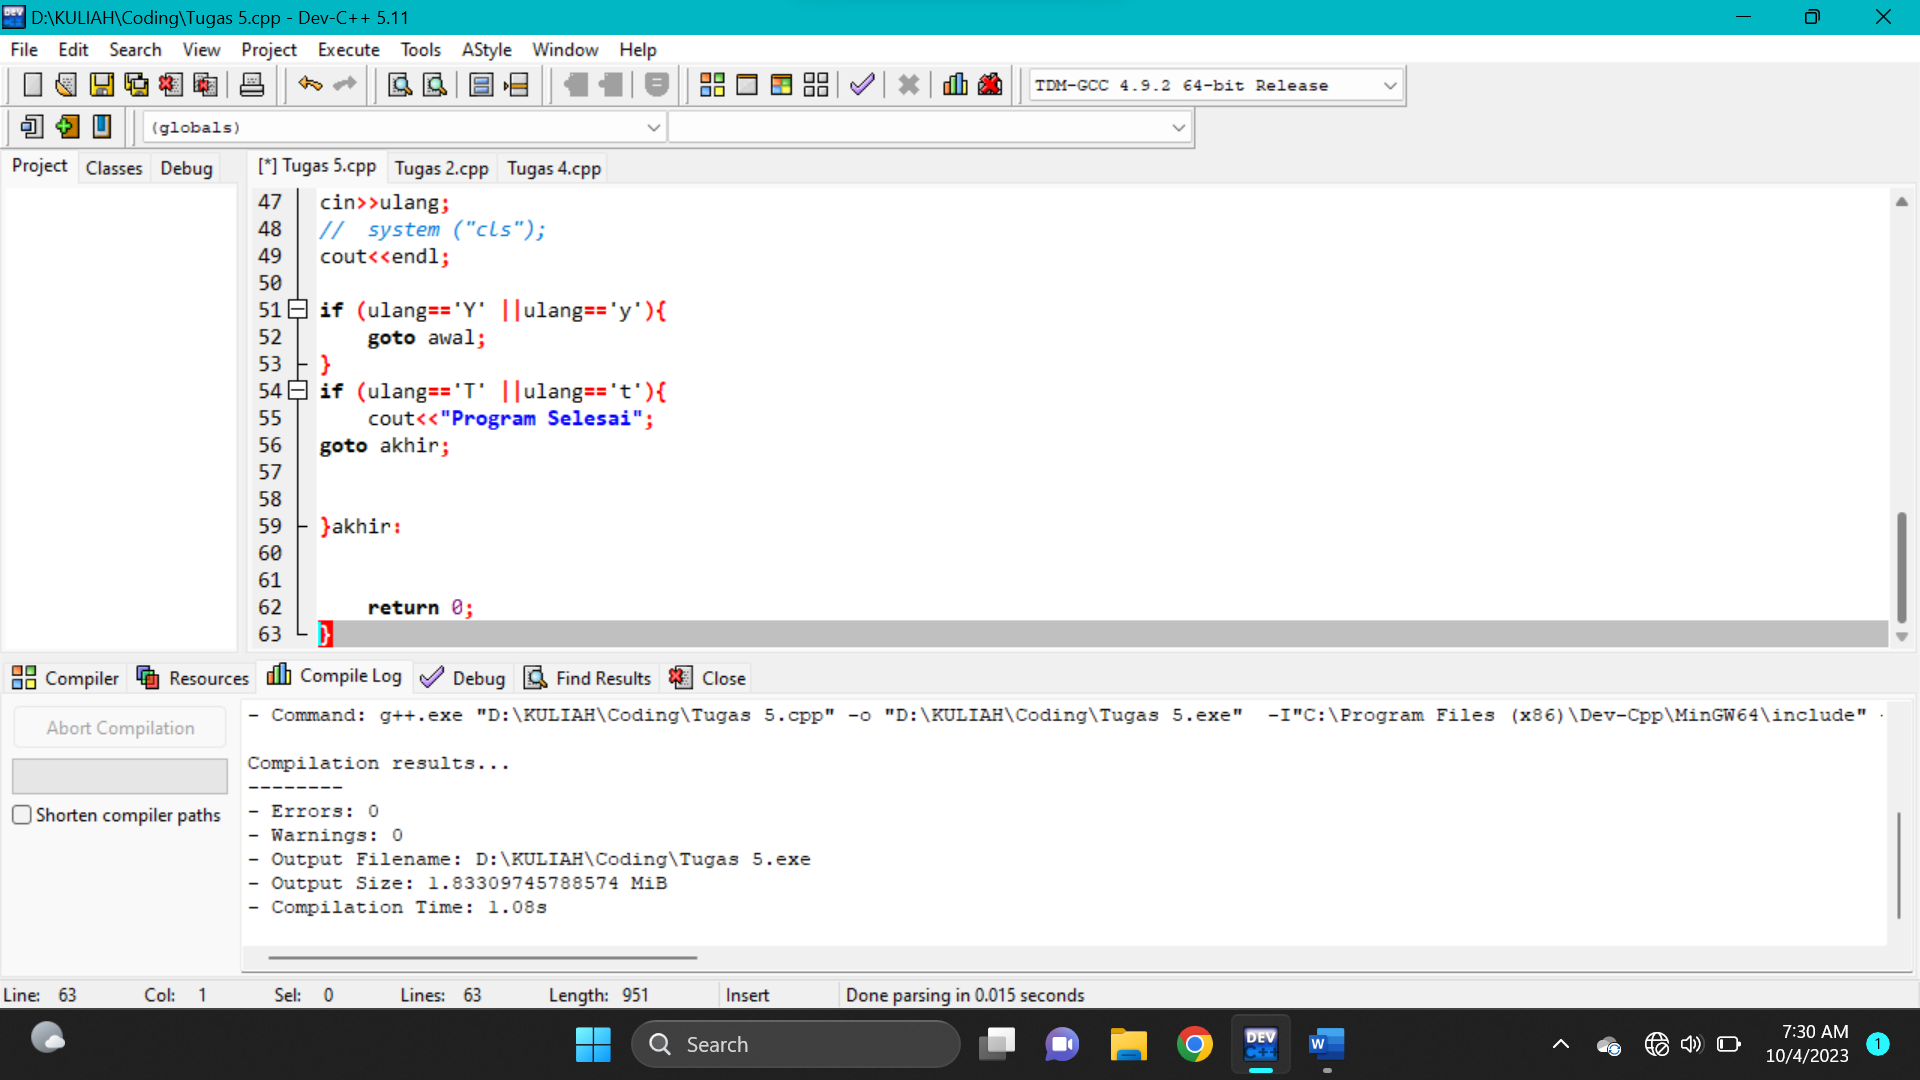 D:\KULIAH\Coding\Tugas 5.cpp - Dev-C++ 5.11
File Edit Search View Project Execute Tools AStyle Window Help
TDM-GCC 4.9.2 64-bit Release
(globals)
Project Classes Debug
[*] Tugas 5.cpp Tugas 2.cpp Tugas 4.cpp
47 cin>>ulang;
48 //  system ("cls");
49 cout<<endl;
50
51 if (ulang=='Y' ||ulang=='y'){
52     goto awal;
53 }
54 if (ulang=='T' ||ulang=='t'){
55     cout<<"Program Selesai";
56 goto akhir;
57
58
59 }akhir:
60
61
62     return 0;
63 }
Compiler Resources Compile Log Debug Find Results Close
Abort Compilation
Shorten compiler paths
- Command: g++.exe "D:\KULIAH\Coding\Tugas 5.cpp" -o "D:\KULIAH\Coding\Tugas 5.exe"  -I"C:\Program Files (x86)\Dev-Cpp\MinGW64\include" -
Compilation results...
--------
- Errors: 0
- Warnings: 0
- Output Filename: D:\KULIAH\Coding\Tugas 5.exe
- Output Size: 1.83309745788574 MiB
- Compilation Time: 1.08s
Line: 63 Col: 1 Sel: 0 Lines: 63 Length: 951 Insert Done parsing in 0.015 seconds
Search
DEV C++
W
7:30 AM
10/4/2023
1